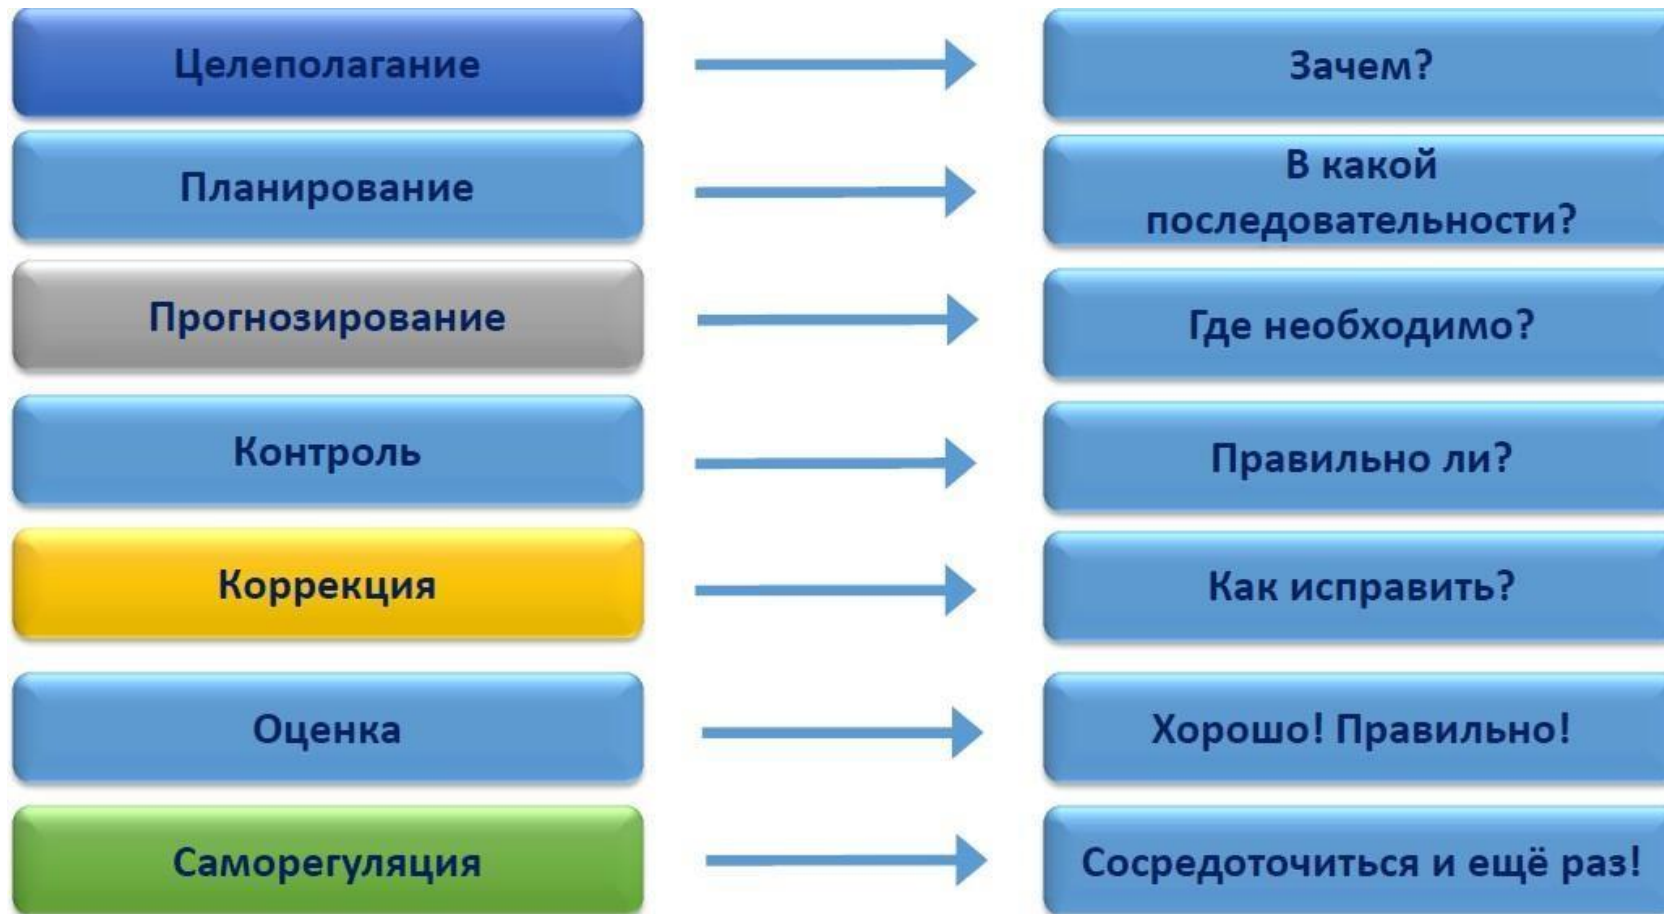 Целеполагание
Зачем?
Планирование
В какой
последовательности?
Прогнозирование
Где необходимо?
Контроль
Правильно ли?
Коррекция
Как исправить?
Оценка
Хорошо! Правильно!
Саморегуляция
Сосредоточиться и ещё раз!